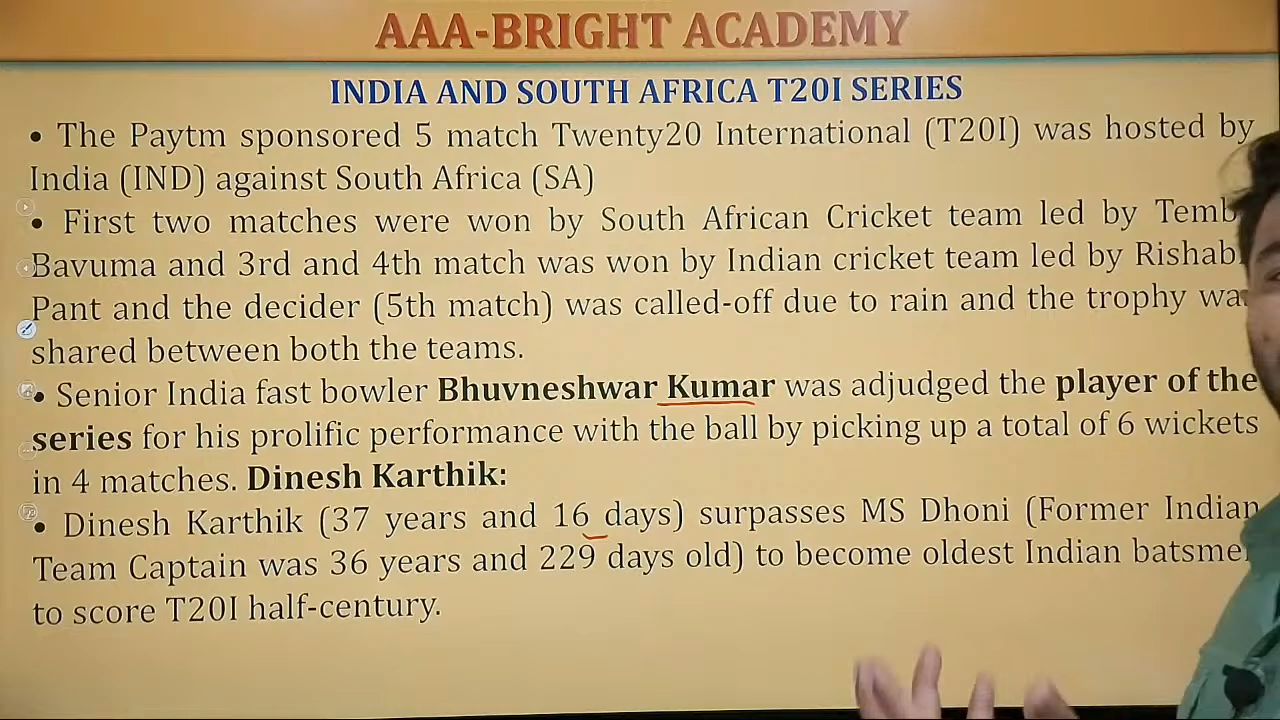 AAA-BRIGHT ACADEMY
INDIA AND SOUTH AFRICA T20I SERIES
• The Paytm sponsored 5 match Twenty20 International (T20I) was hosted by
India (IND) against South Africa (SA)
• First two matches were won by South African Cricket team led by Temb
Bavuma and 3rd and 4th match was won by Indian cricket team led by Rishab
Pant and the decider (5th match) was called-off due to rain and the trophy wa
shared between both the teams.
• Senior India fast bowler Bhuvneshwar Kumar was adjudged the player of the
series for his prolific performance with the ball by picking up a total of 6 wickets
in 4 matches. Dinesh Karthik:
• Dinesh Karthik (37 years and 16 days) surpasses MS Dhoni (Former Indian
Team Captain was 36 years and 229 days old) to become oldest Indian batsme
to score T20I half-century.